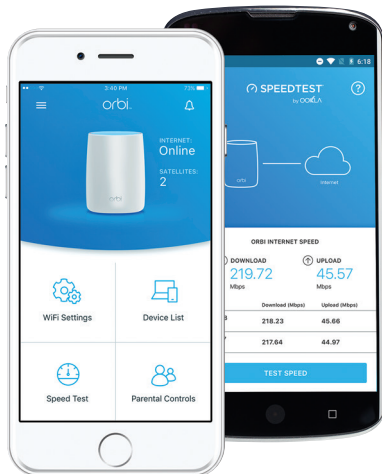 3:40 PM 73%
orbi
INTERNET:
Online
SATELLITES:
2
orbi
WiFi Settings
Device List
Speed Test
Parental Controls
6:18
SPEEDTEST
by OOKLA
?
orbi
Internet
ORBI INTERNET SPEED
DOWNLOAD UPLOAD
219.72 45.57
Mbps Mbps
Download (Mbps) Upload (Mbps)
218.23 45.66
217.64 44.97
TEST SPEED